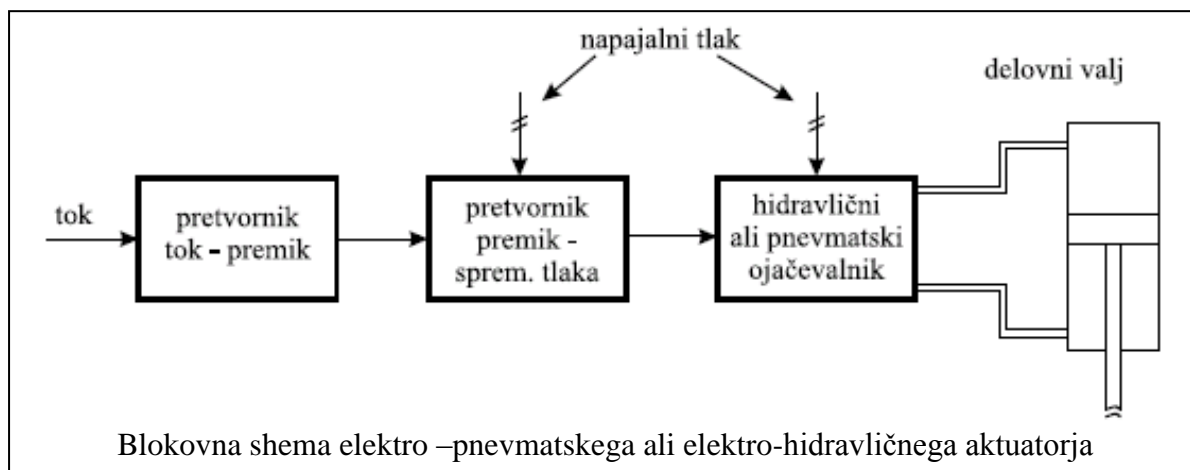 napajalni tlak
delovni valj
tok
pretvornik
tok - premik
pretvornik
premik -
sprem. tlaka
hidravlični
ali pnevmatski
ojačevalnik
Blokovna shema elektro –pnevmatskega ali elektro-hidravličnega aktuatorja